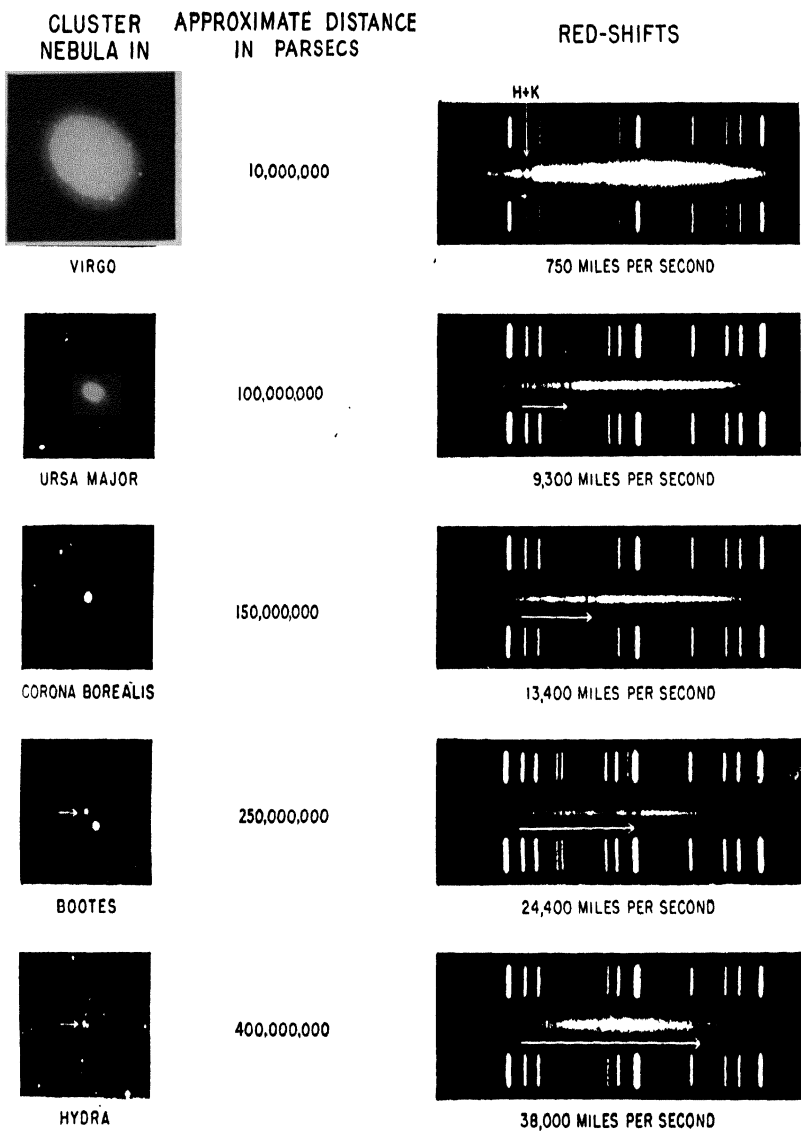 CLUSTER NEBULA IN
APPROXIMATE DISTANCE IN PARSECS
RED-SHIFTS
H+K
10,000,000
VIRGO
750 MILES PER SECOND
100,000,000
URSA MAJOR
9,300 MILES PER SECOND
150,000,000
CORONA BOREALIS
13,400 MILES PER SECOND
250,000,000
BOOTES
24,400 MILES PER SECOND
400,000,000
HYDRA
38,000 MILES PER SECOND